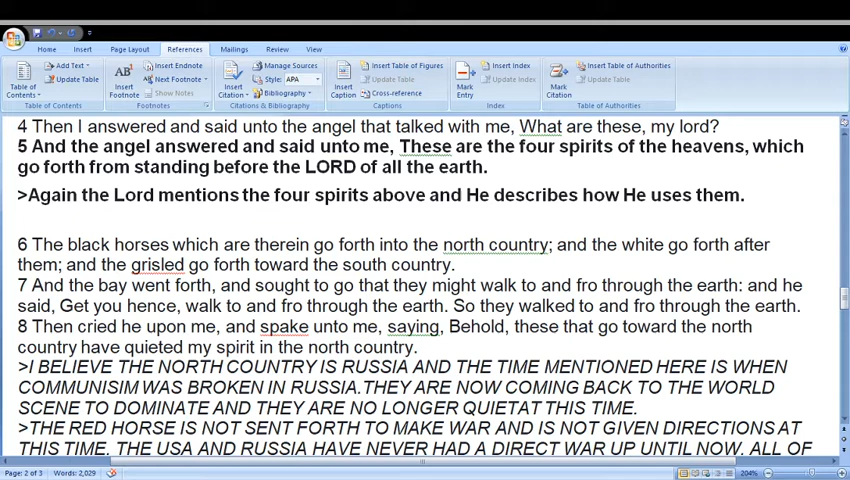 Home Insert Page Layout References Mailings Review View
Add Text
Update Table
Table of Contents
Table of Contents
AB1
Insert Footnote
Insert Endnote
Next Footnote
Show Notes
Footnotes
Insert Citation
Manage Sources
Style: APA
Bibliography
Citations & Bibliography
Insert Caption
Insert Table of Figures
Update Table
Cross-reference
Captions
Mark Entry
Insert Index
Update Index
Index
Mark Citation
Insert Table of Authorities
Update Table
Table of Authorities
4 Then I answered and said unto the angel that talked with me, What are these, my lord?
5 And the angel answered and said unto me, These are the four spirits of the heavens, which
go forth from standing before the LORD of all the earth.
>Again the Lord mentions the four spirits above and He describes how He uses them.
6 The black horses which are therein go forth into the north country; and the white go forth after
them; and the grisled go forth toward the south country.
7 And the bay went forth, and sought to go that they might walk to and fro through the earth: and he
said, Get you hence, walk to and fro through the earth. So they walked to and fro through the earth.
8 Then cried he upon me, and spake unto me, saying, Behold, these that go toward the north
country have quieted my spirit in the north country.
>I BELIEVE THE NORTH COUNTRY IS RUSSIA AND THE TIME MENTIONED HERE IS WHEN
COMMUNISIM WAS BROKEN IN RUSSIA.THEY ARE NOW COMING BACK TO THE WORLD
SCENE TO DOMINATE AND THEY ARE NO LONGER QUIETAT THIS TIME.
>THE RED HORSE IS NOT SENT FORTH TO MAKE WAR AND IS NOT GIVEN DIRECTIONS AT
THIS TIME. THE USA AND RUSSIA HAVE NEVER HAD A DIRECT WAR UP UNTIL NOW. ALL OF
Page: 2 of 3 Words: 2,029 204%